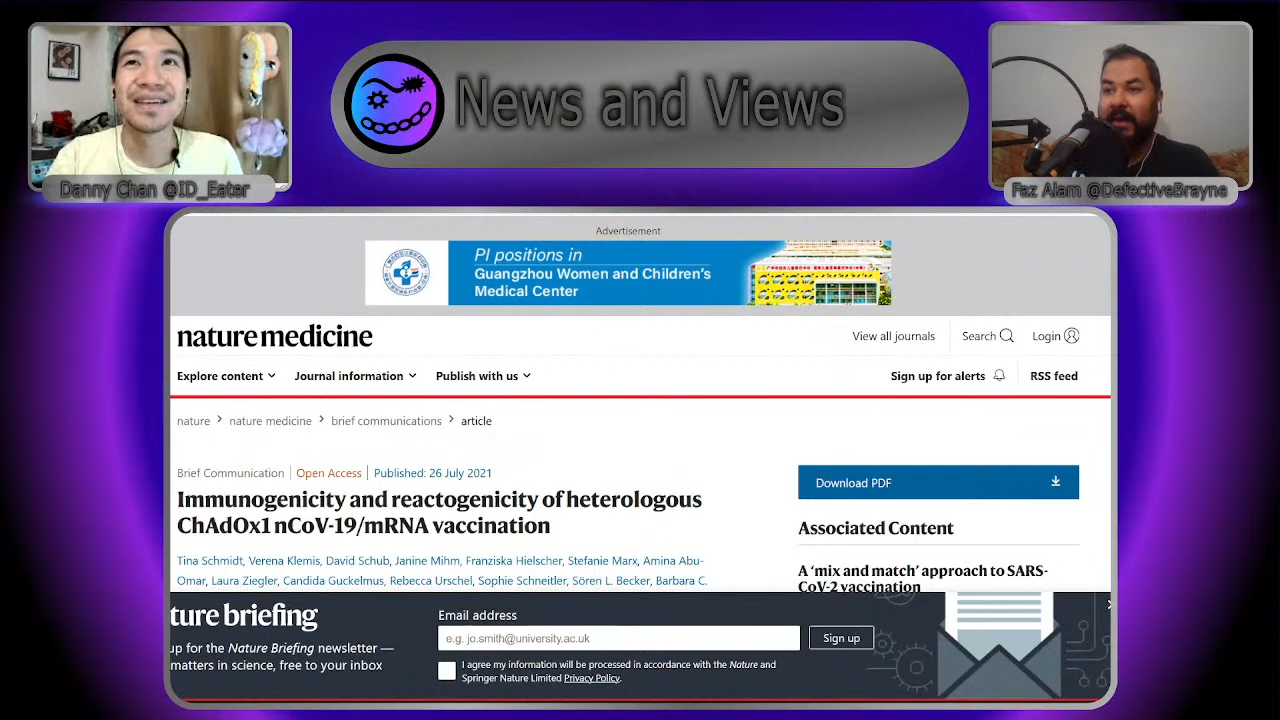 News and Views
Danny Chan @ID_Eater
Faz Alam @DefectiveBrayne
Advertisement
PI positions in
Guangzhou Women and Children's
Medical Center
nature medicine
View all journals
Search
Login
Explore content
Journal information
Publish with us
Sign up for alerts
RSS feed
nature > nature medicine > brief communications > article
Brief Communication | Open Access | Published: 26 July 2021
Immunogenicity and reactogenicity of heterologous
ChAdOx1 nCoV-19/mRNA vaccination
Tina Schmidt, Verena Klemis, David Schub, Janine Mihm, Franziska Hielscher, Stefanie Marx, Amina Abu-
Omar, Laura Ziegler, Candida Guckelmus, Rebecca Urschel, Sophie Schneitler, Sören L. Becker, Barbara C.
Download PDF
Associated Content
A ‘mix and match’ approach to SARS-
CoV-2 vaccination
ture briefing
up for the Nature Briefing newsletter —
matters in science, free to your inbox
Email address
e.g. jo.smith@university.ac.uk
Sign up
I agree my information will be processed in accordance with the Nature and
Springer Nature Limited Privacy Policy.